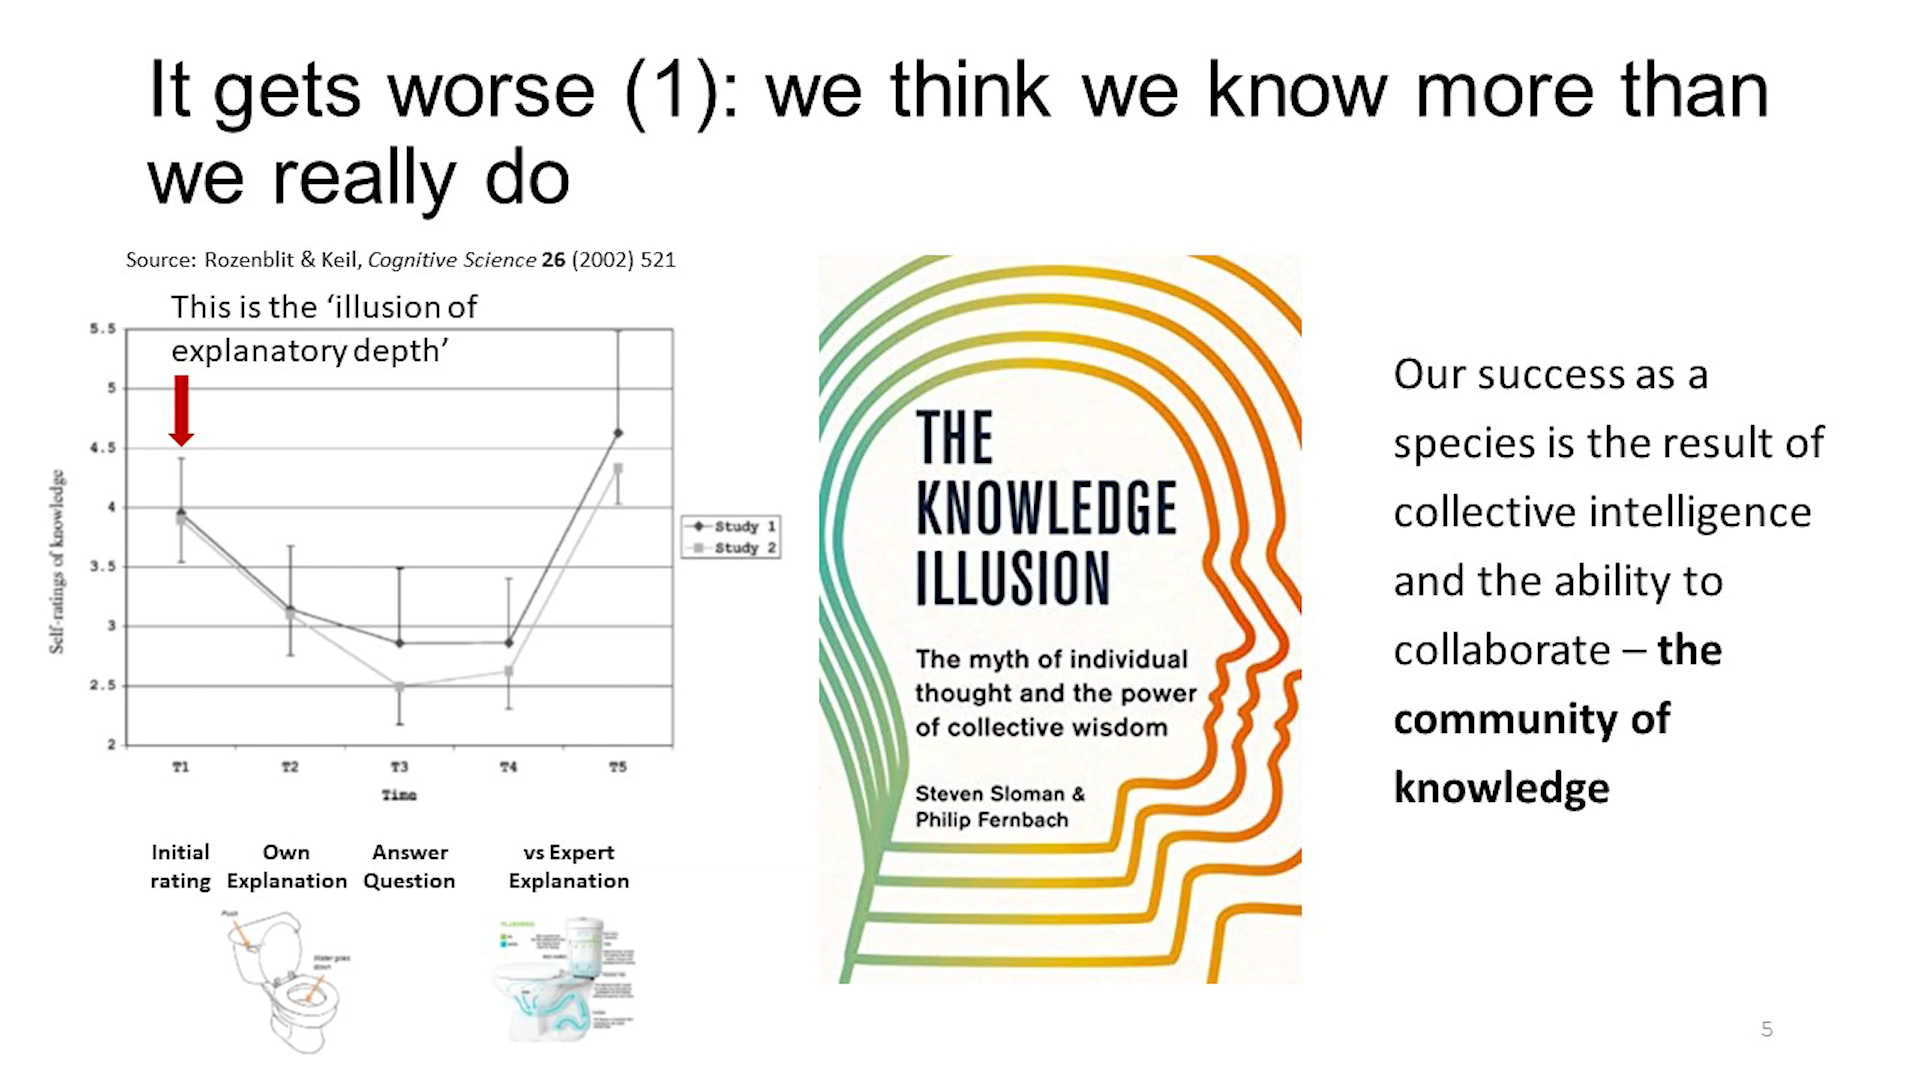 It gets worse (1): we think we know more than
we really do
Source: Rozenblit & Keil, Cognitive Science 26 (2002) 521
This is the ‘illusion of
explanatory depth’
5.5
5
4.5
4
3.5
3
2.5
2
Self-ratings of knowledge
T1 T2 T3 T4 T5
Time
Study 1
Study 2
Initial
rating
Own
Explanation
Answer
Question
vs Expert
Explanation
Push
Water goes
down
THE
KNOWLEDGE
ILLUSION
The myth of individual
thought and the power
of collective wisdom
Steven Sloman &
Philip Fernbach
Our success as a
species is the result of
collective intelligence
and the ability to
collaborate – the
community of
knowledge
5